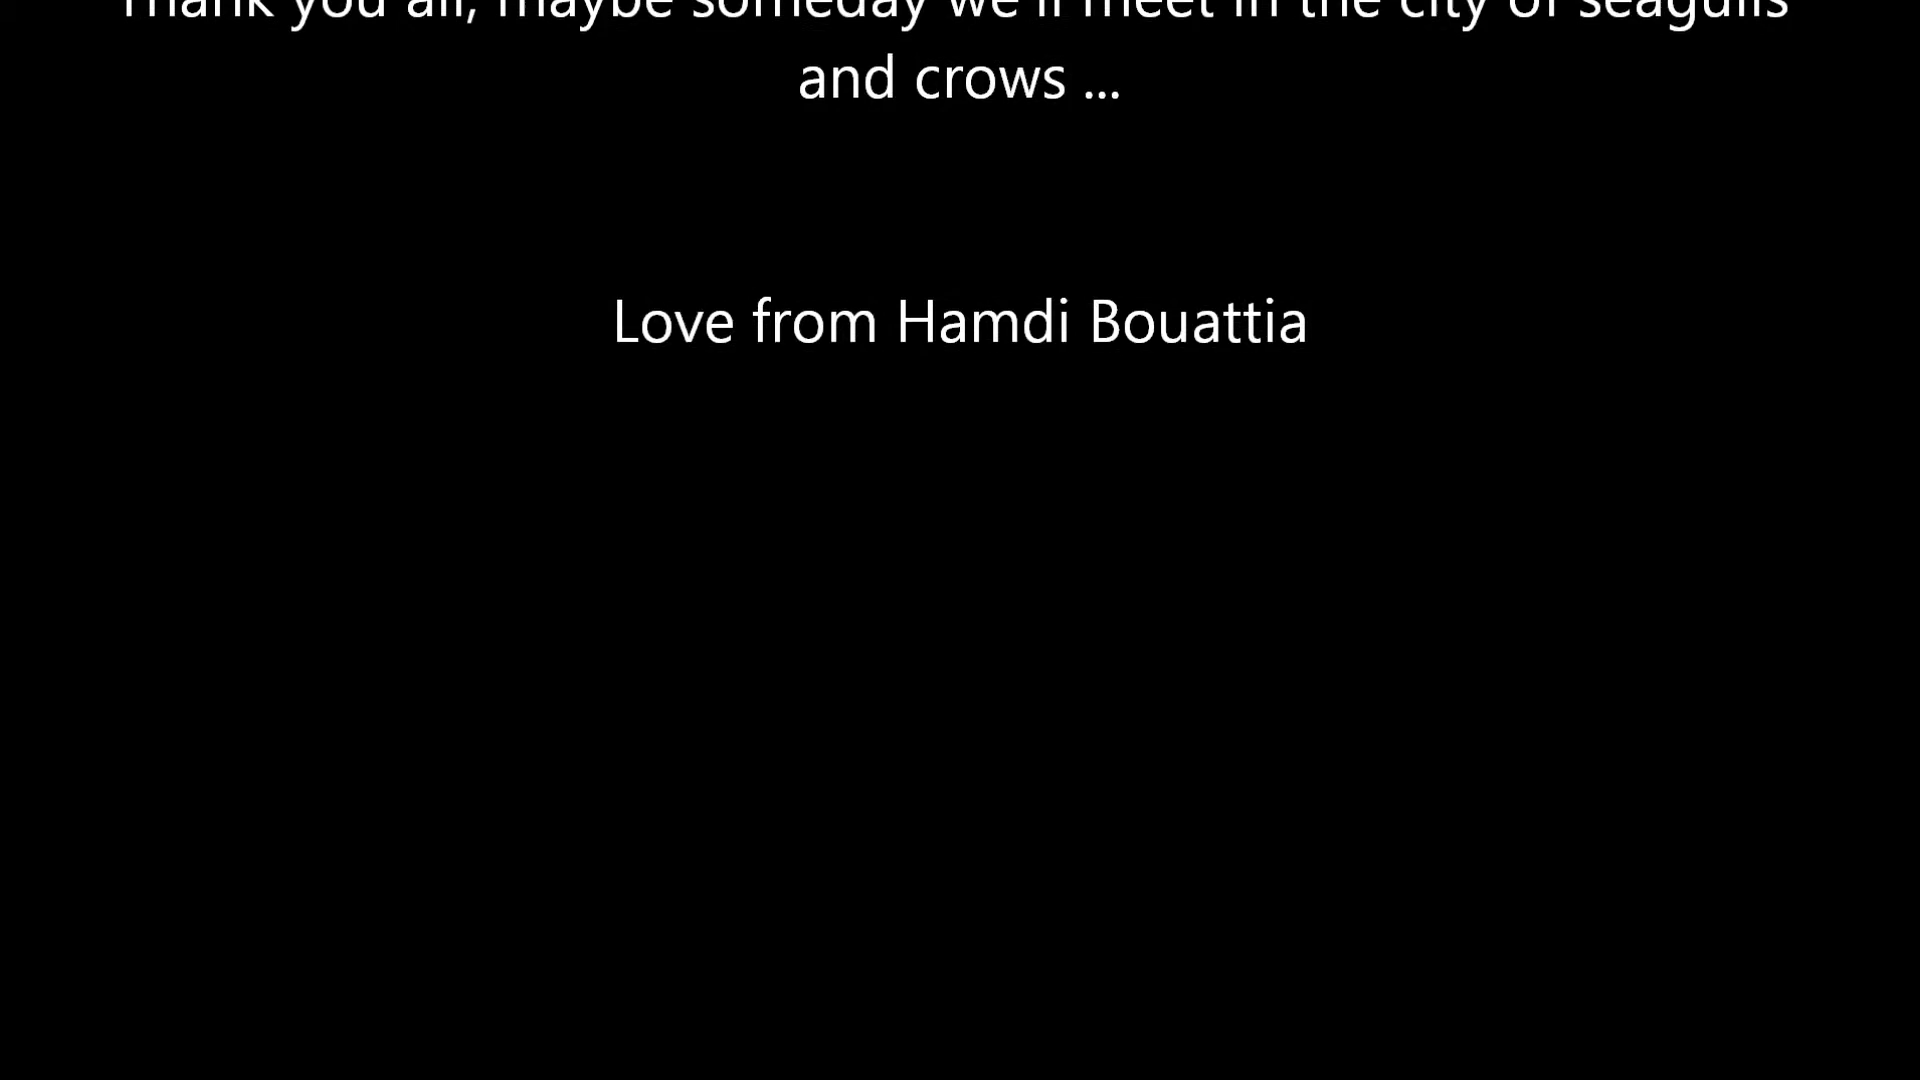 Thank you all, maybe someday we'll meet in the city of seagulls
and crows ...
Love from Hamdi Bouattia